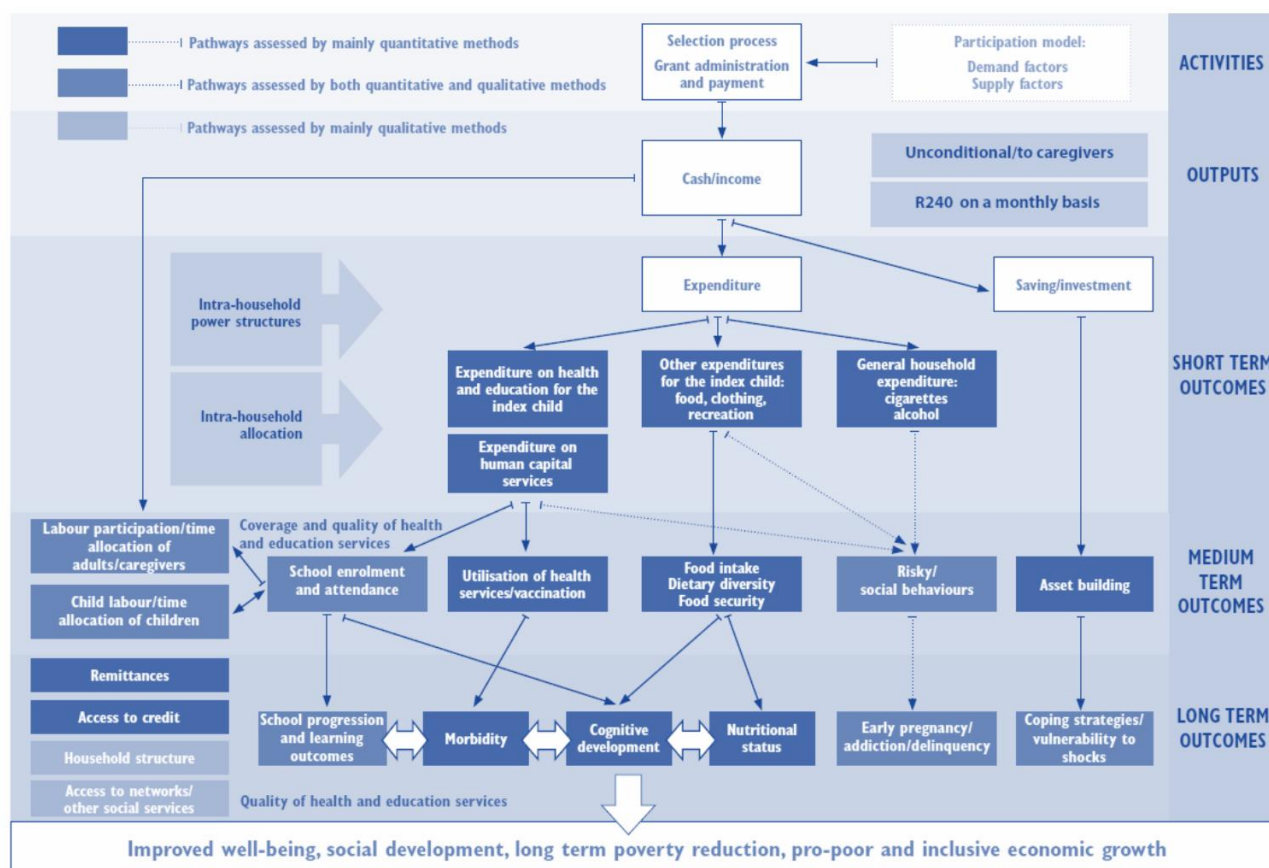 Pathways assessed by mainly quantitative methods
Pathways assessed by both quantitative and qualitative methods
Pathways assessed by mainly qualitative methods
Selection process
Grant administration
and payment
Participation model:
Demand factors
Supply factors
ACTIVITIES
Cash/income
Unconditional/to caregivers
R240 on a monthly basis
OUTPUTS
Intra-household
power structures
Intra-household
allocation
Expenditure
Saving/investment
Expenditure on health
and education for the
index child
Other expenditures
for the index child:
food, clothing,
recreation
General household
expenditure:
cigarettes
alcohol
Expenditure on
human capital
services
SHORT TERM
OUTCOMES
Labour participation/time
allocation of
adults/caregivers
Coverage and quality of health
and education services
Child labour/time
allocation of children
School enrolment
and attendance
Utilisation of health
services/vaccination
Food intake
Dietary diversity
Food security
Risky/
social behaviours
Asset building
MEDIUM
TERM
OUTCOMES
Remittances
Access to credit
Household structure
Access to networks/
other social services
School progression
and learning
outcomes
Morbidity
Cognitive
development
Nutritional
status
Early pregnancy/
addiction/delinquency
Coping strategies/
vulnerability to
shocks
LONG TERM
OUTCOMES
Quality of health and education services
Improved well-being, social development, long term poverty reduction, pro-poor and inclusive economic growth